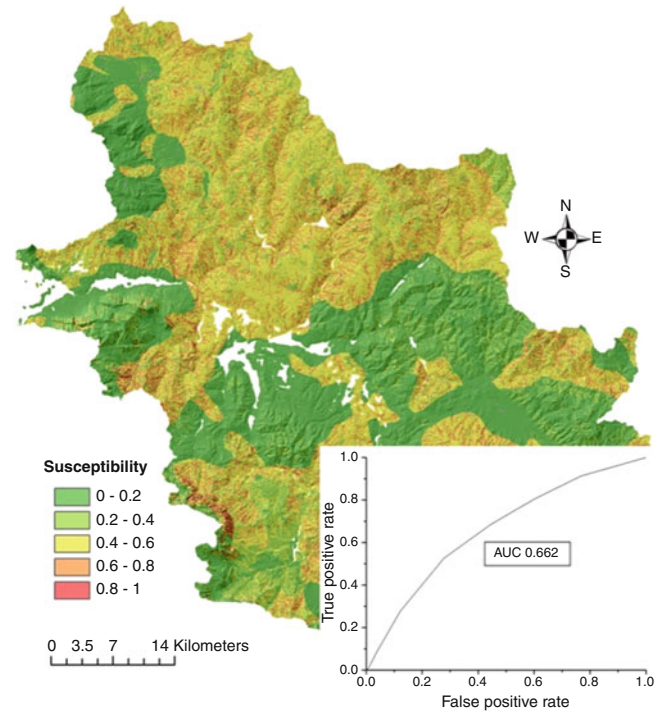 N
W E
S
Susceptibility
0 - 0.2
0.2 - 0.4
0.4 - 0.6
0.6 - 0.8
0.8 - 1
0 3.5 7 14 Kilometers
1.0
0.8
0.6
0.4
0.2
0.0
True positive rate
AUC 0.662
0.0 0.2 0.4 0.6 0.8 1.0
False positive rate